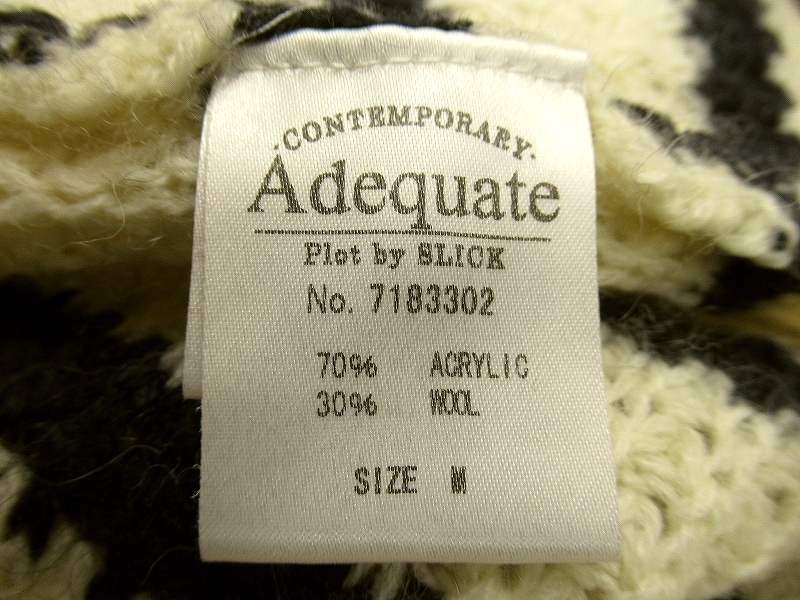 ·CONTEMPORARY·
Adequate
Plot by SLICK
No. 7183302
70% ACRYLIC
30% WOOL
SIZE M